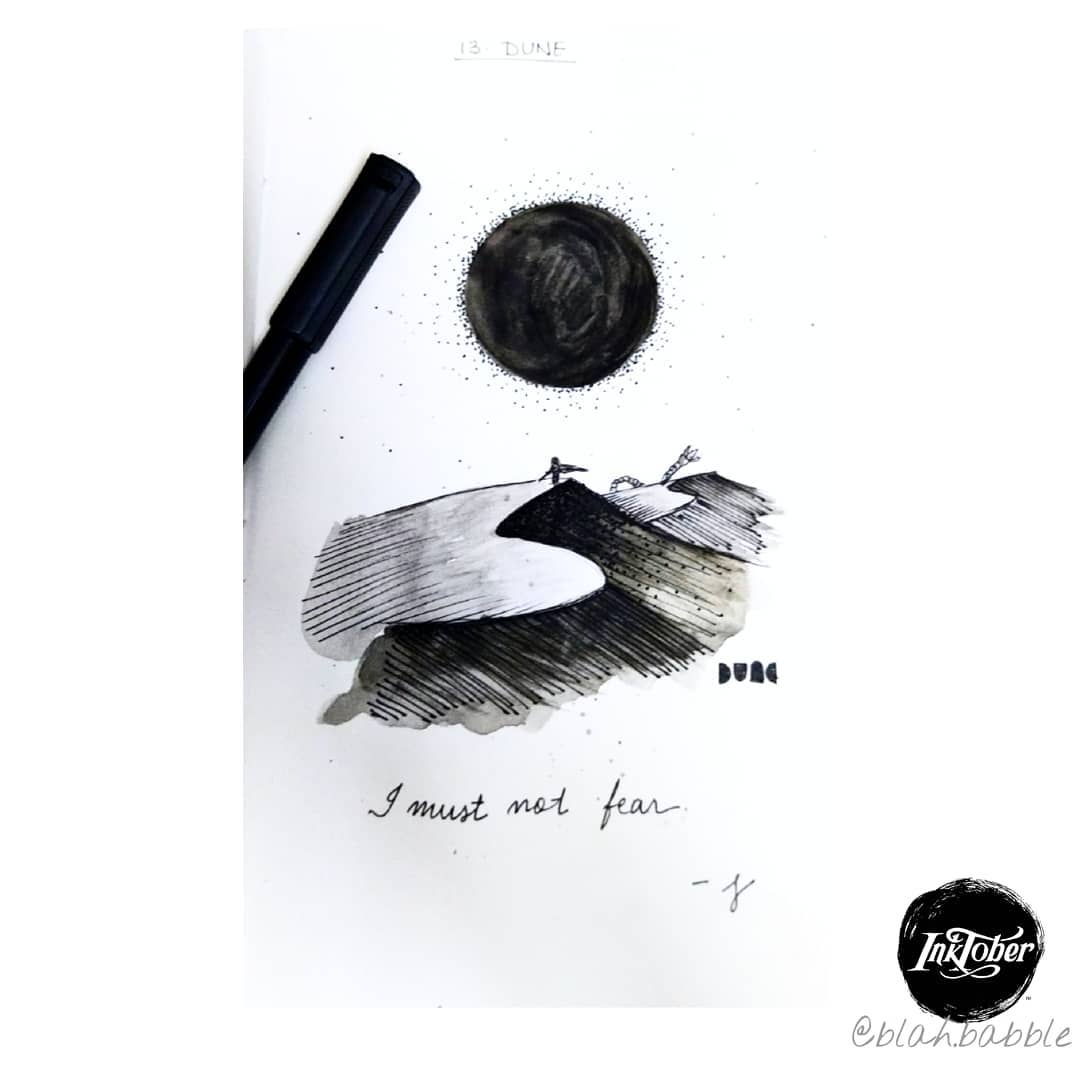 13. DUNE
DUNE
I must not fear.
InkTober
@blah.babble